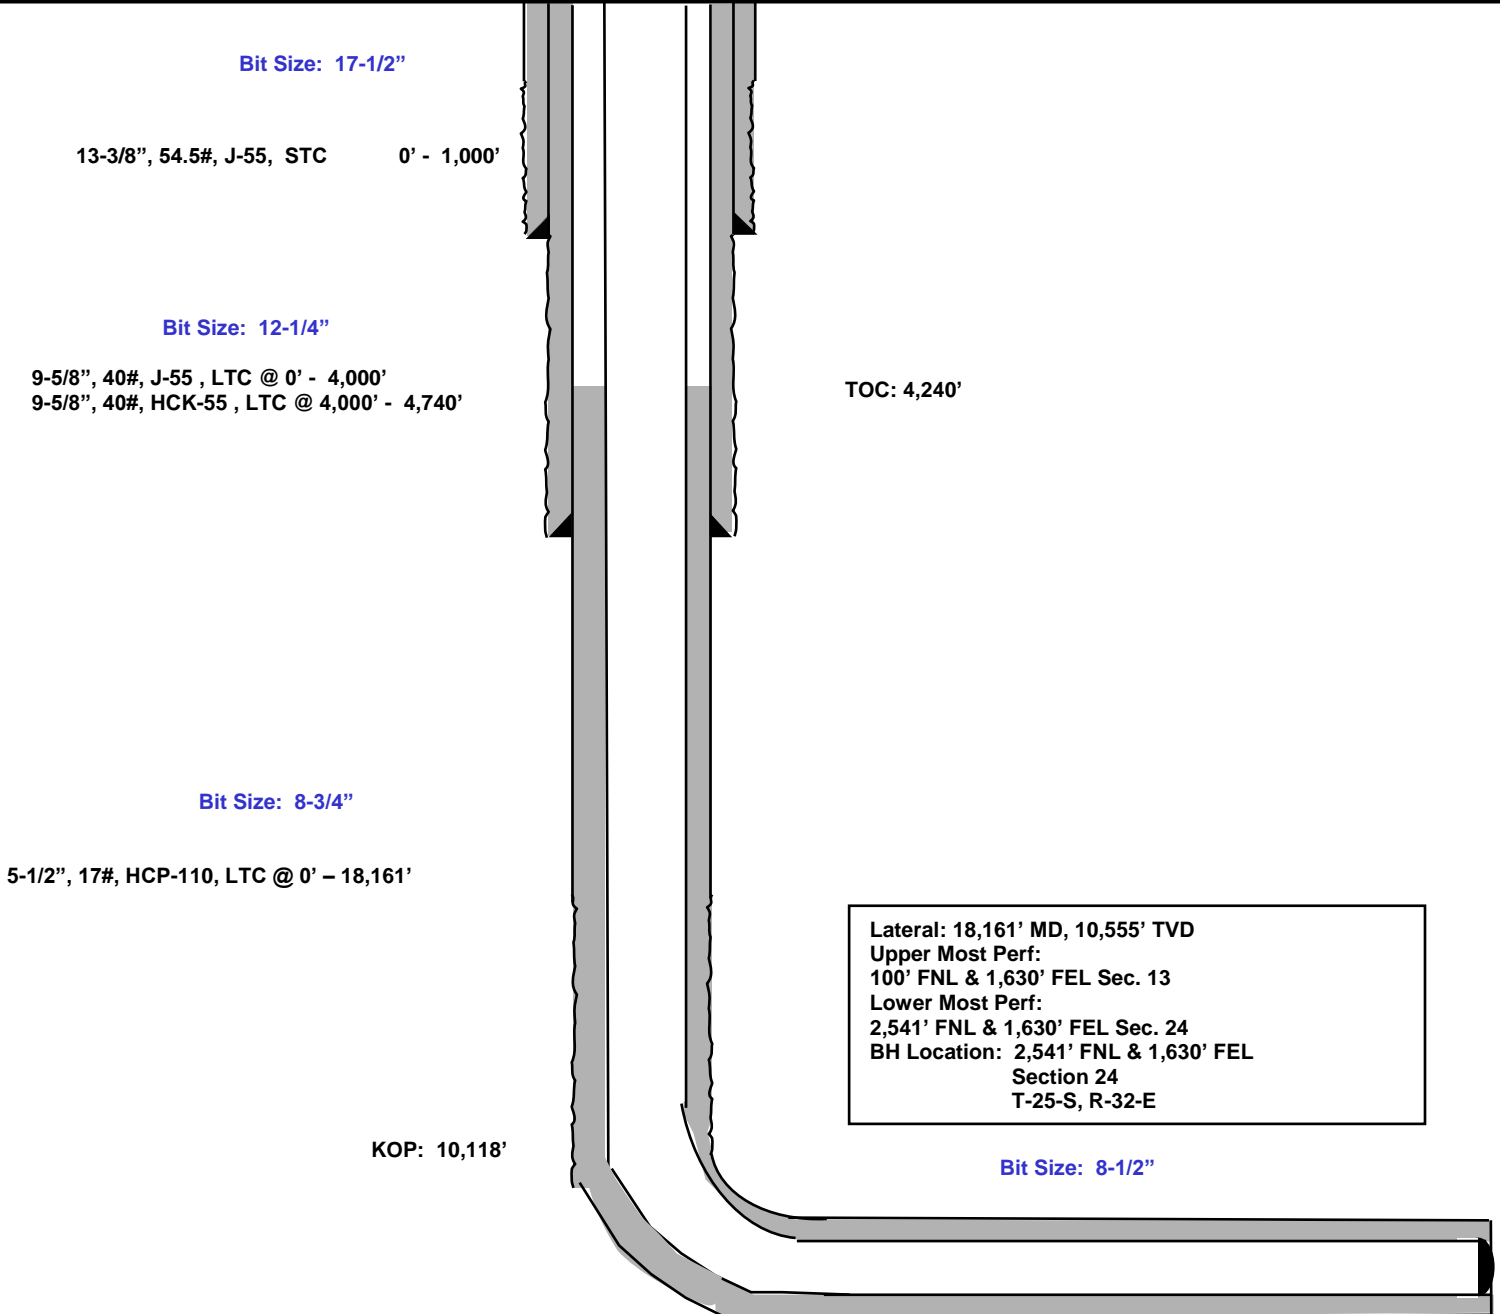 Bit Size: 17-1/2”
13-3/8”, 54.5#, J-55, STC 0’ - 1,000’
Bit Size: 12-1/4”
9-5/8”, 40#, J-55 , LTC @ 0’ - 4,000’
9-5/8”, 40#, HCK-55 , LTC @ 4,000’ - 4,740’
TOC: 4,240’
Bit Size: 8-3/4”
5-1/2”, 17#, HCP-110, LTC @ 0’ – 18,161’
Lateral: 18,161’ MD, 10,555’ TVD
Upper Most Perf:
100’ FNL & 1,630’ FEL Sec. 13
Lower Most Perf:
2,541’ FNL & 1,630’ FEL Sec. 24
BH Location: 2,541’ FNL & 1,630’ FEL
Section 24
T-25-S, R-32-E
KOP: 10,118’
Bit Size: 8-1/2”